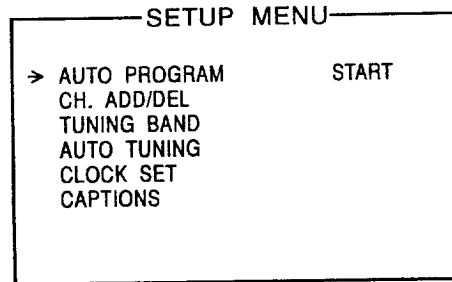 SETUP MENU
→ AUTO PROGRAM START
CH. ADD/DEL
TUNING BAND
AUTO TUNING
CLOCK SET
CAPTIONS